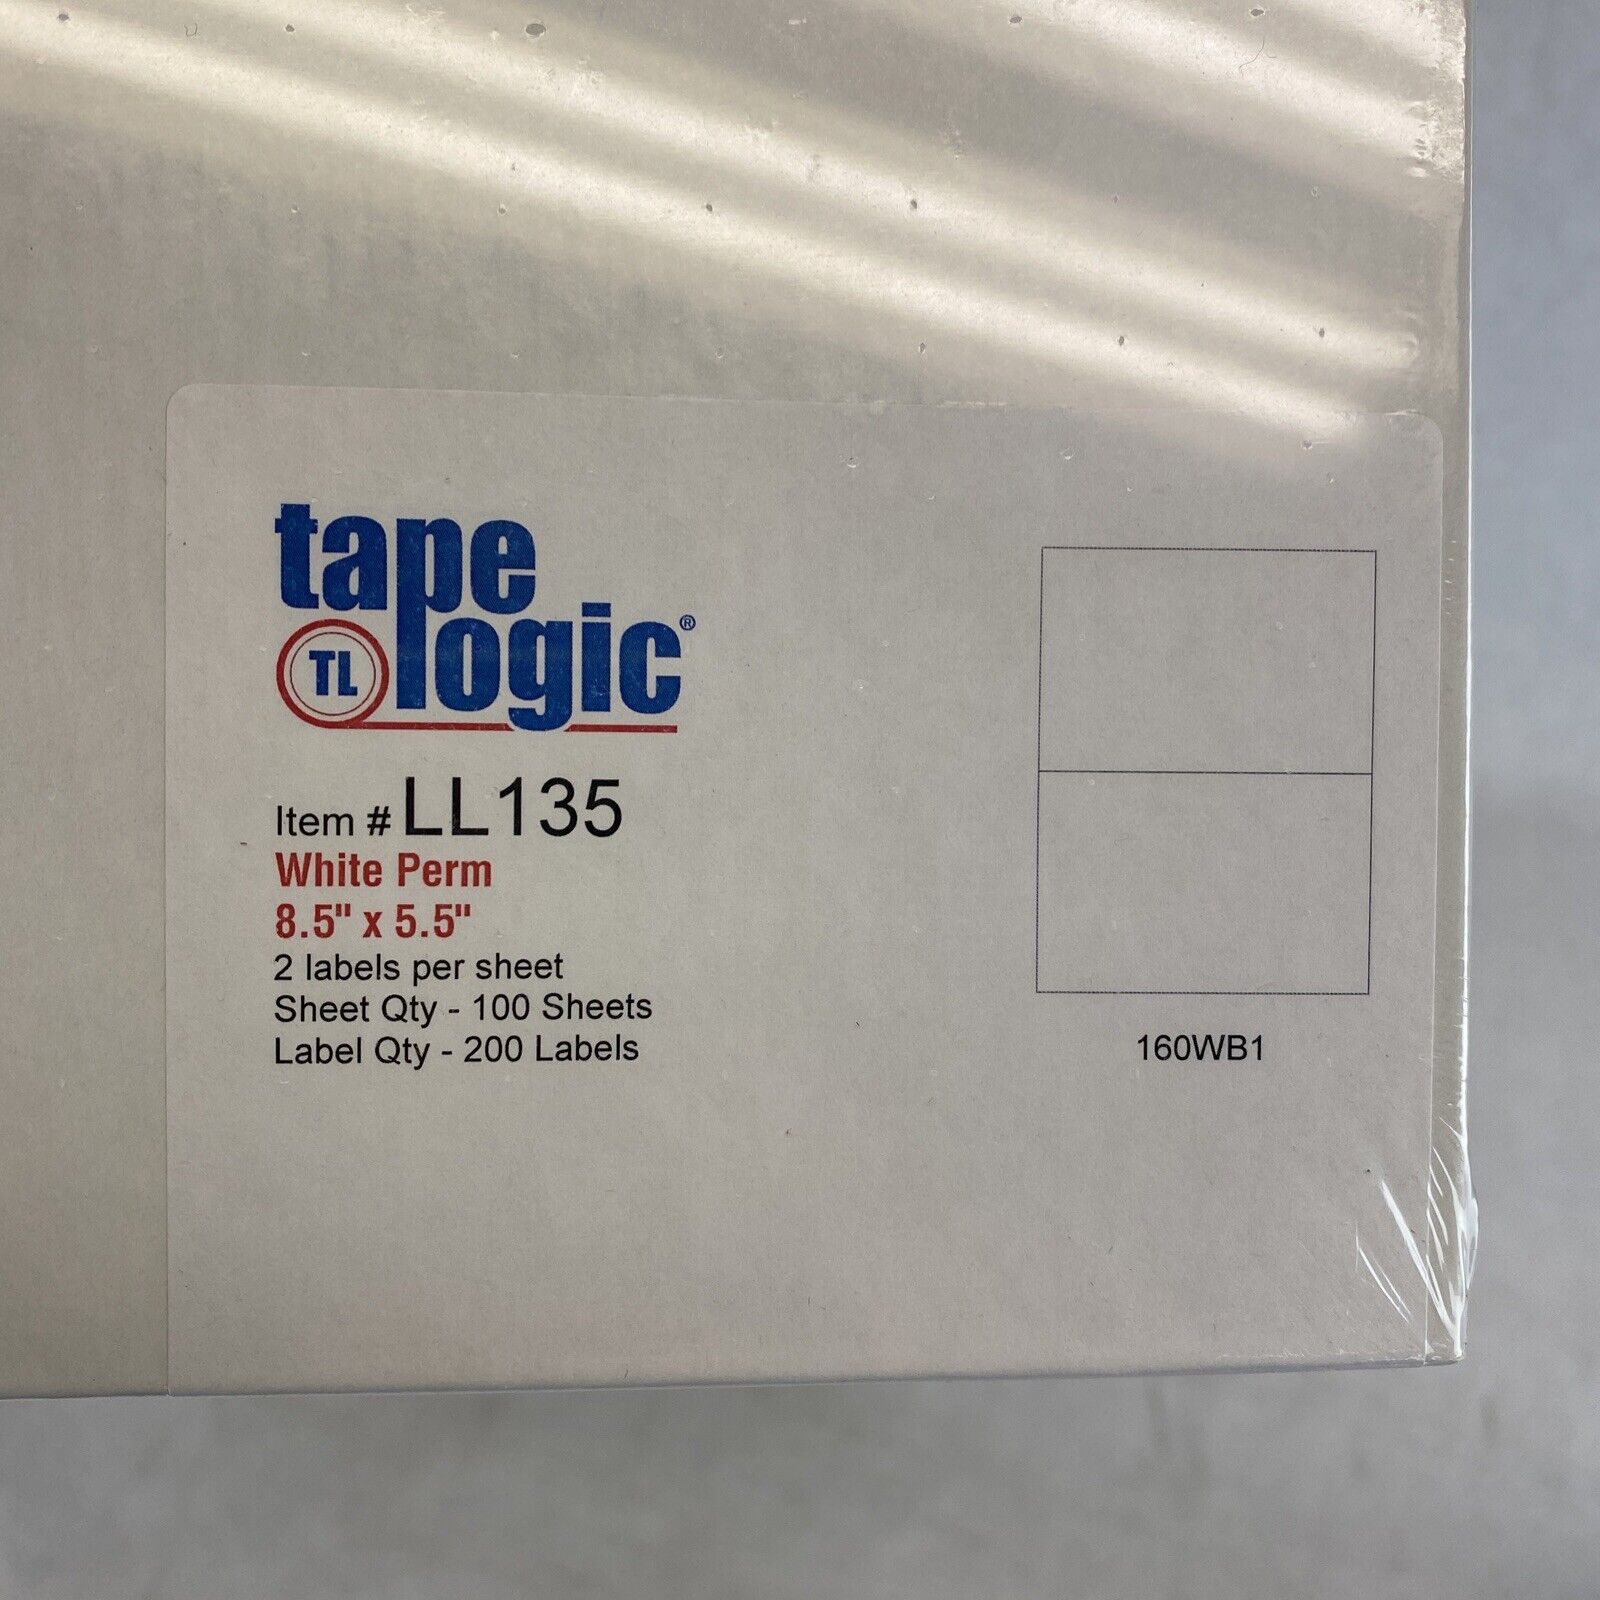 tape
logic®
TL
Item # LL135
White Perm
8.5" x 5.5"
2 labels per sheet
Sheet Qty - 100 Sheets
Label Qty - 200 Labels
160WB1